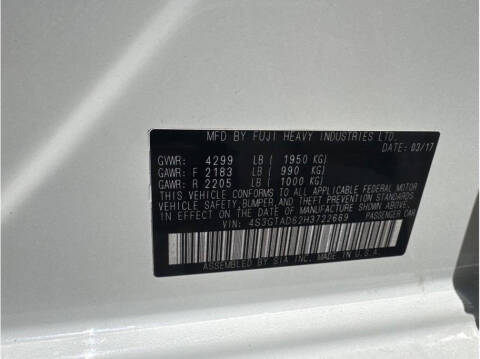 MFD BY FUJI HEAVY INDUSTRIES LTD.
DATE: 03/17
GVWR: 4299 LB ( 1950 KG)
GAWR: F 2183 LB ( 990 KG)
GAWR: R 2205 LB ( 1000 KG)
THIS VEHICLE CONFORMS TO ALL APPLICABLE FEDERAL MOTOR
VEHICLE SAFETY, BUMPER, AND THEFT PREVENTION STANDARDS
IN EFFECT ON THE DATE OF MANUFACTURE SHOWN ABOVE.
VIN: 4S3GTAD62H3722669 PASSENGER CAR
ASSEMBLED BY SIA INC. MADE IN U.S.A